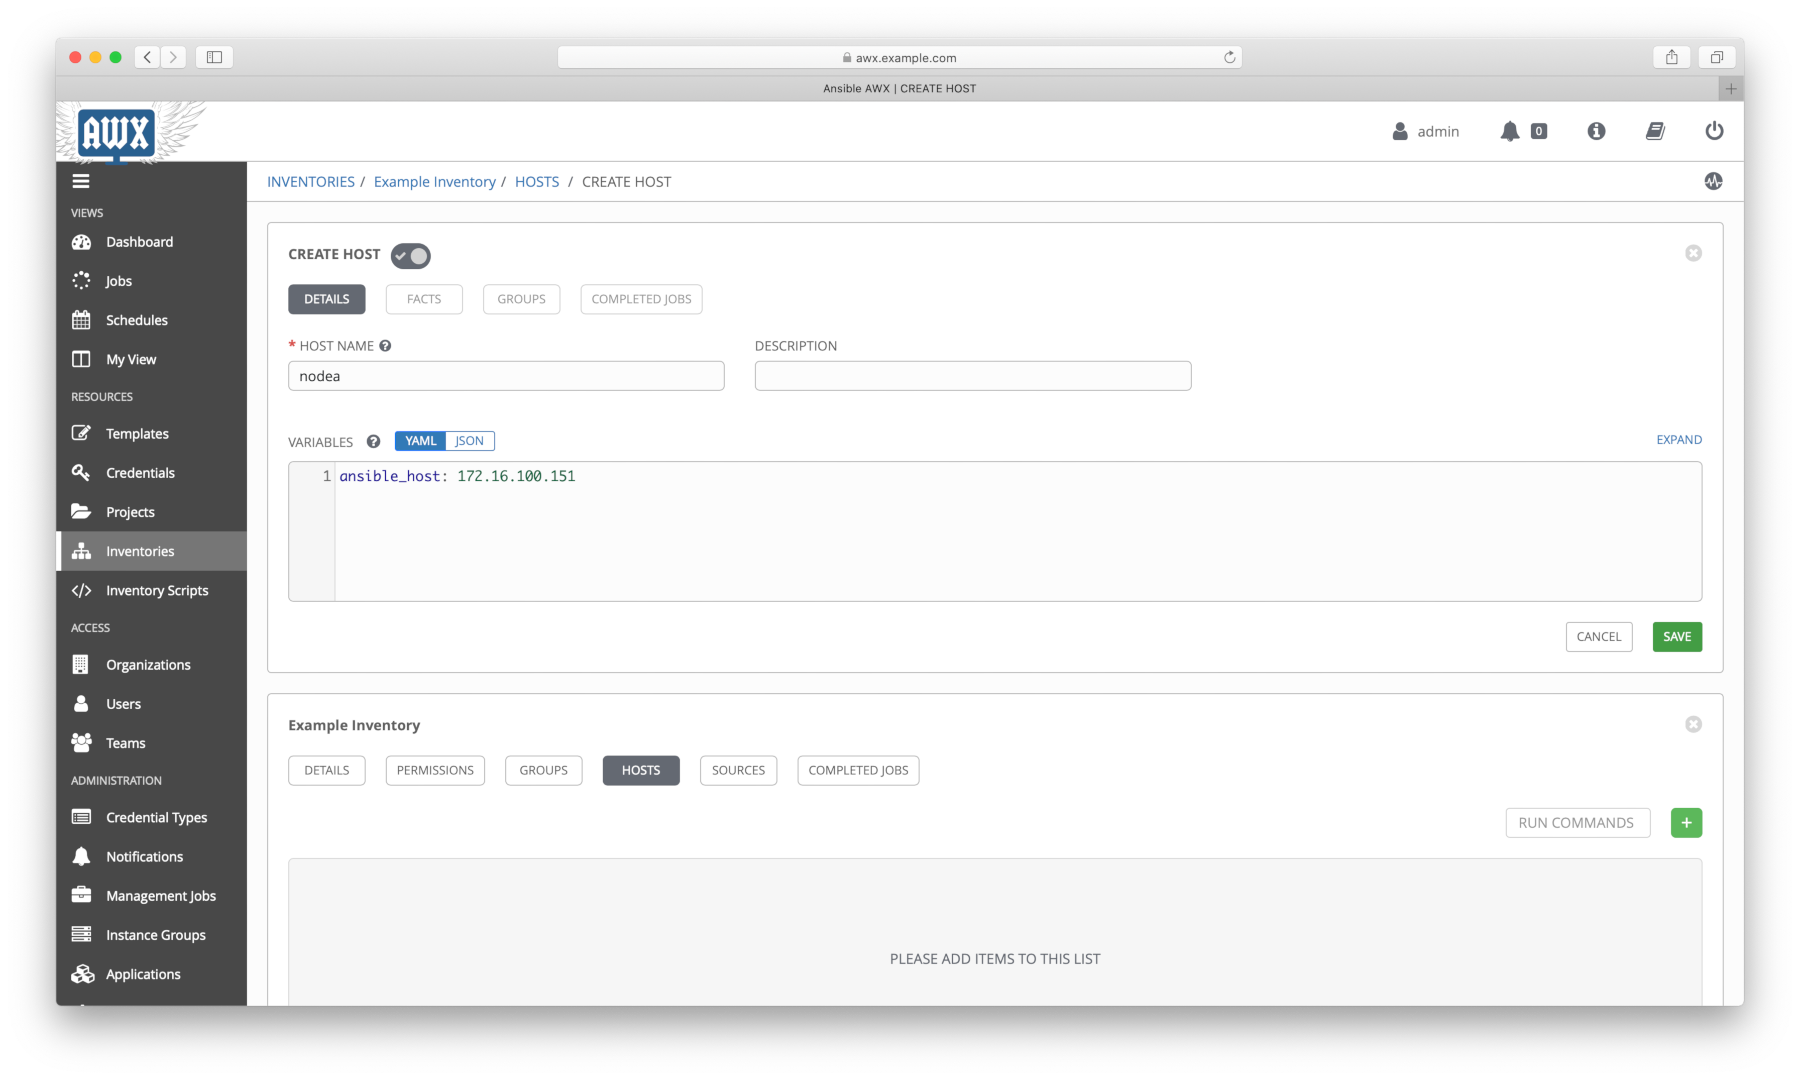 awx.example.com
Ansible AWX | CREATE HOST
AWX
admin
0
INVENTORIES / Example Inventory / HOSTS / CREATE HOST
VIEWS
Dashboard
Jobs
Schedules
My View
RESOURCES
Templates
Credentials
Projects
Inventories
Inventory Scripts
ACCESS
Organizations
Users
Teams
ADMINISTRATION
Credential Types
Notifications
Management Jobs
Instance Groups
Applications
CREATE HOST
DETAILS FACTS GROUPS COMPLETED JOBS
* HOST NAME
nodea
DESCRIPTION
VARIABLES YAML JSON
EXPAND
1 ansible_host: 172.16.100.151
CANCEL SAVE
Example Inventory
DETAILS PERMISSIONS GROUPS HOSTS SOURCES COMPLETED JOBS
RUN COMMANDS +
PLEASE ADD ITEMS TO THIS LIST